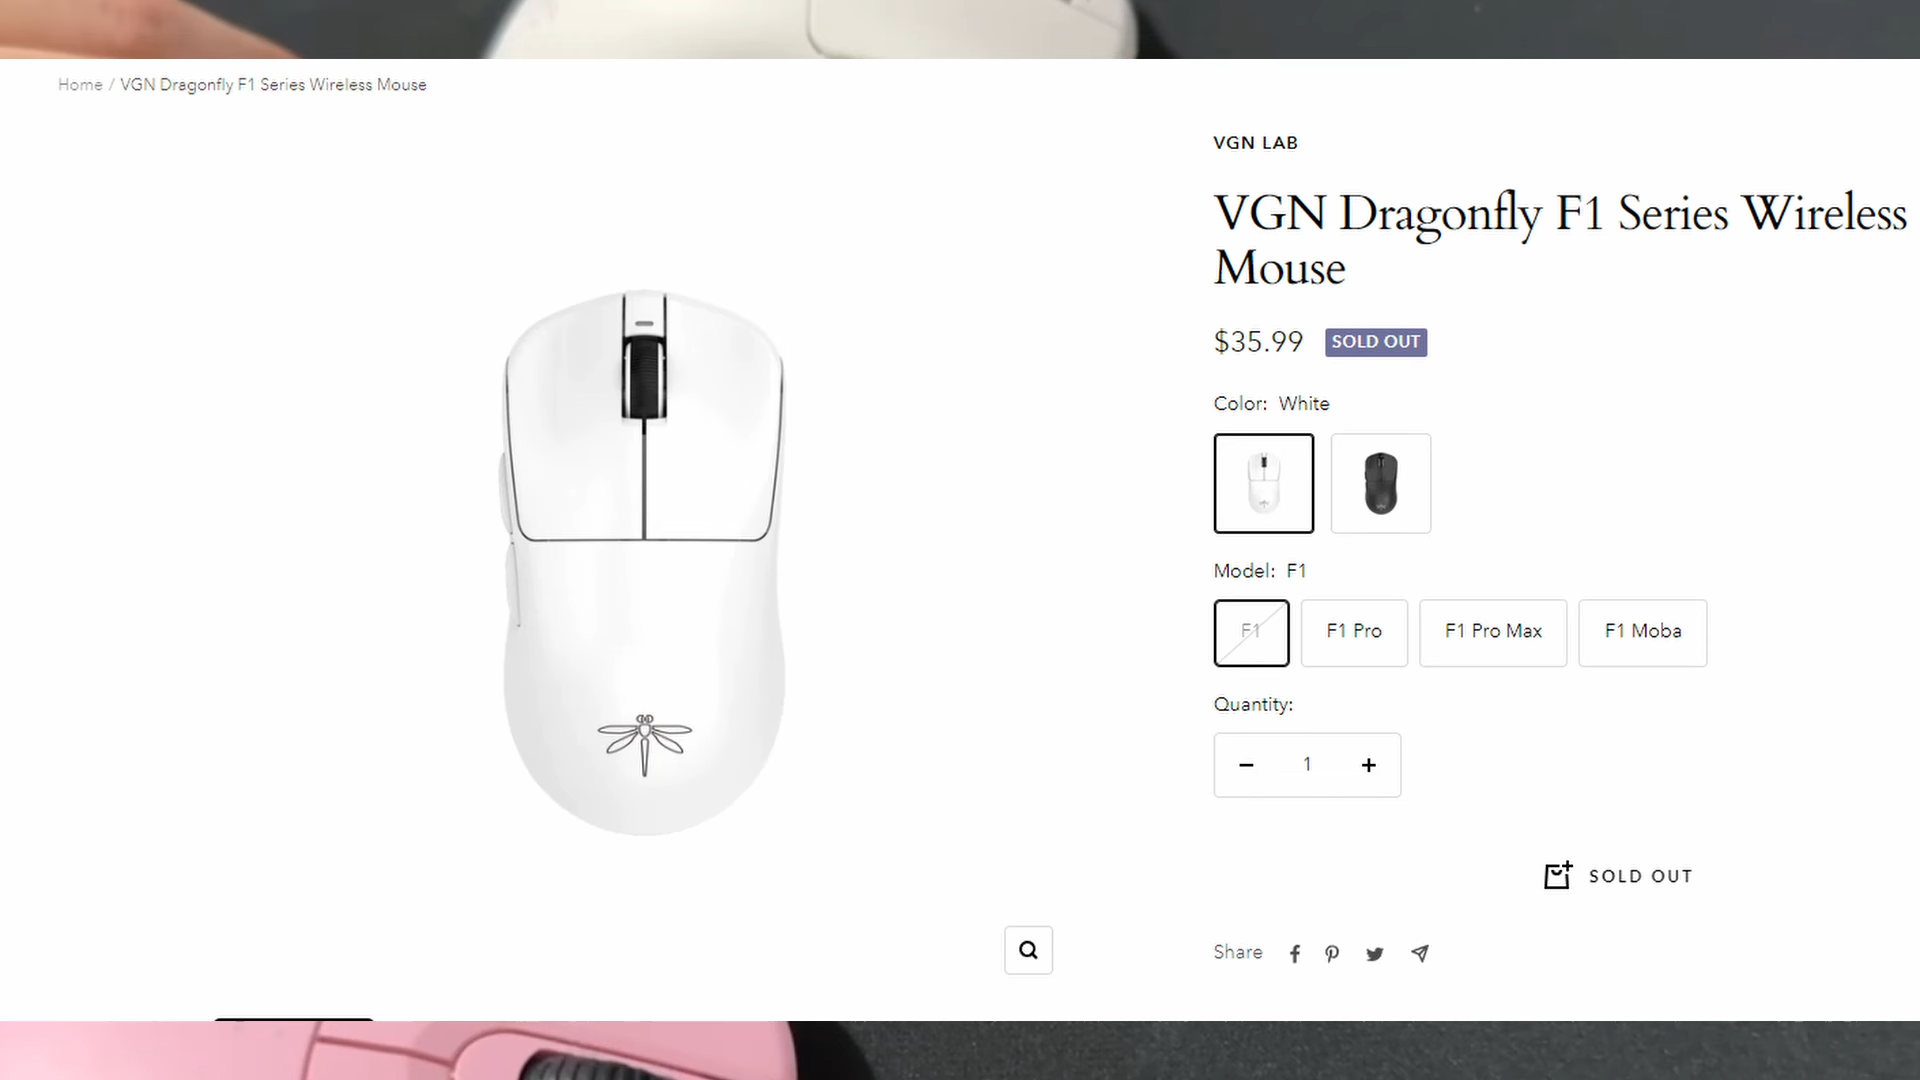 Home / VGN Dragonfly F1 Series Wireless Mouse
VGN LAB
VGN Dragonfly F1 Series Wireless
Mouse
$35.99 SOLD OUT
Color: White
Model: F1
F1 F1 Pro F1 Pro Max F1 Moba
Quantity:
− 1 +
SOLD OUT
Share